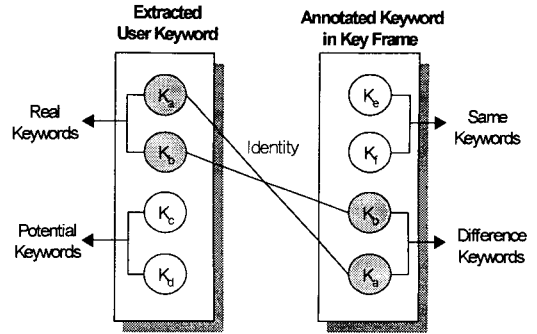 Extracted
User Keyword
Annotated Keyword
in Key Frame
Real
Keywords
Potential
Keywords
Ka
Kb
Kc
Kd
Identity
Ke
Kf
Kb
Ka
Same
Keywords
Difference
Keywords